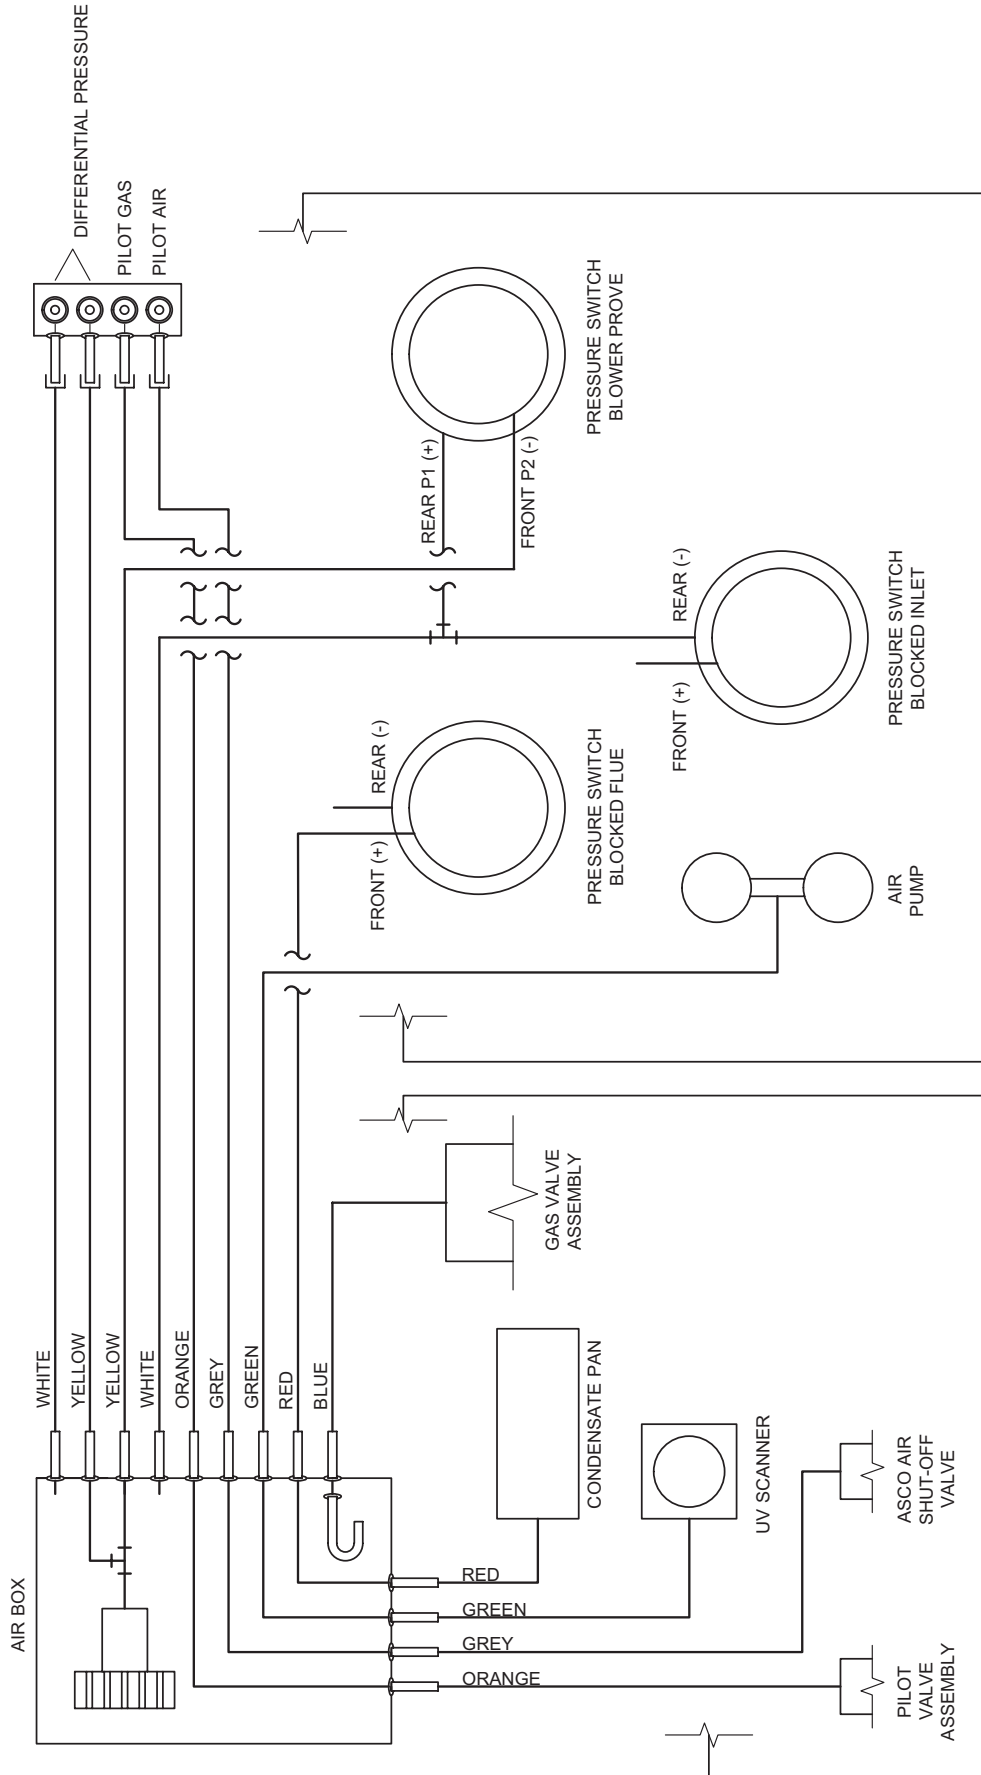 AIR BOX
WHITE
YELLOW
YELLOW
WHITE
ORANGE
GREY
GREEN
RED
BLUE
DIFFERENTIAL PRESSURE
PILOT GAS
PILOT AIR
REAR P1 (+)
FRONT P2 (-)
PRESSURE SWITCH
BLOWER PROVE
FRONT (+)
REAR (-)
PRESSURE SWITCH
BLOCKED FLUE
FRONT (+)
REAR (-)
PRESSURE SWITCH
BLOCKED INLET
AIR
PUMP
GAS VALVE
ASSEMBLY
CONDENSATE PAN
UV SCANNER
RED
GREEN
GREY
ORANGE
ASCO AIR
SHUT-OFF
VALVE
PILOT
VALVE
ASSEMBLY